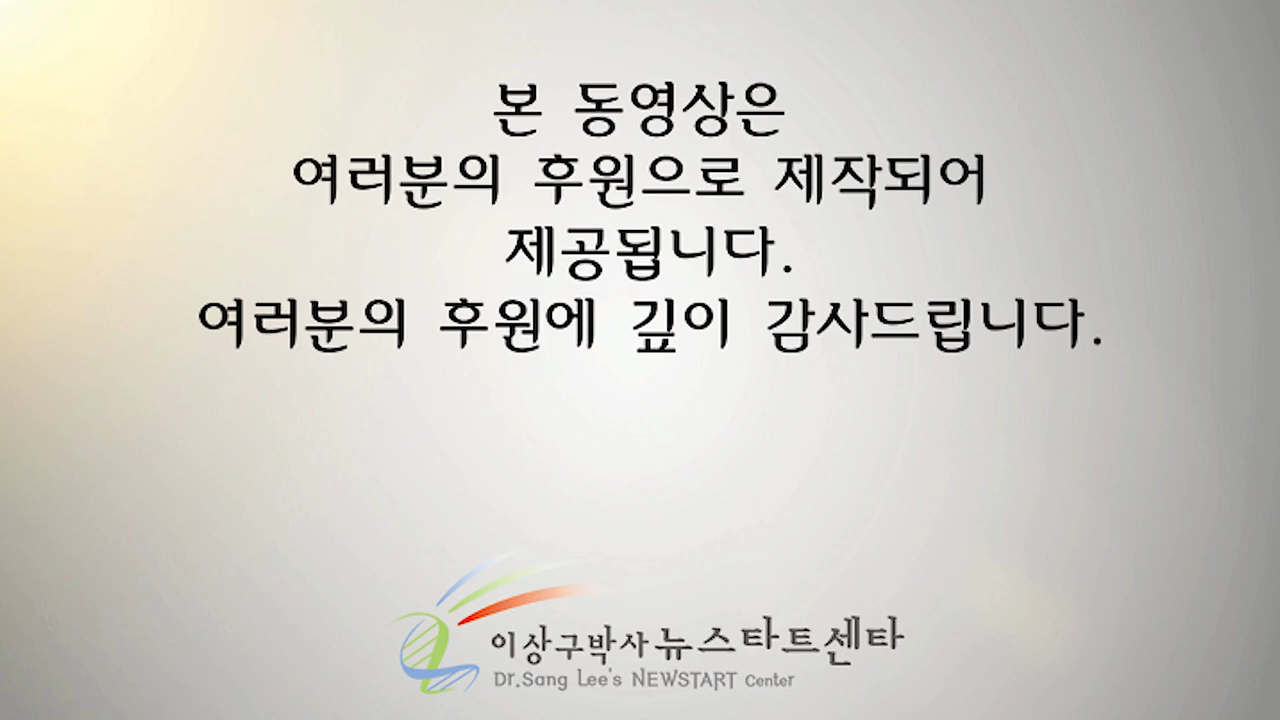 본 동영상은
여러분의 후원으로 제작되어
제공됩니다.
여러분의 후원에 깊이 감사드립니다.
이상구박사뉴스타트센타
Dr.Sang Lee's NEWSTART Center